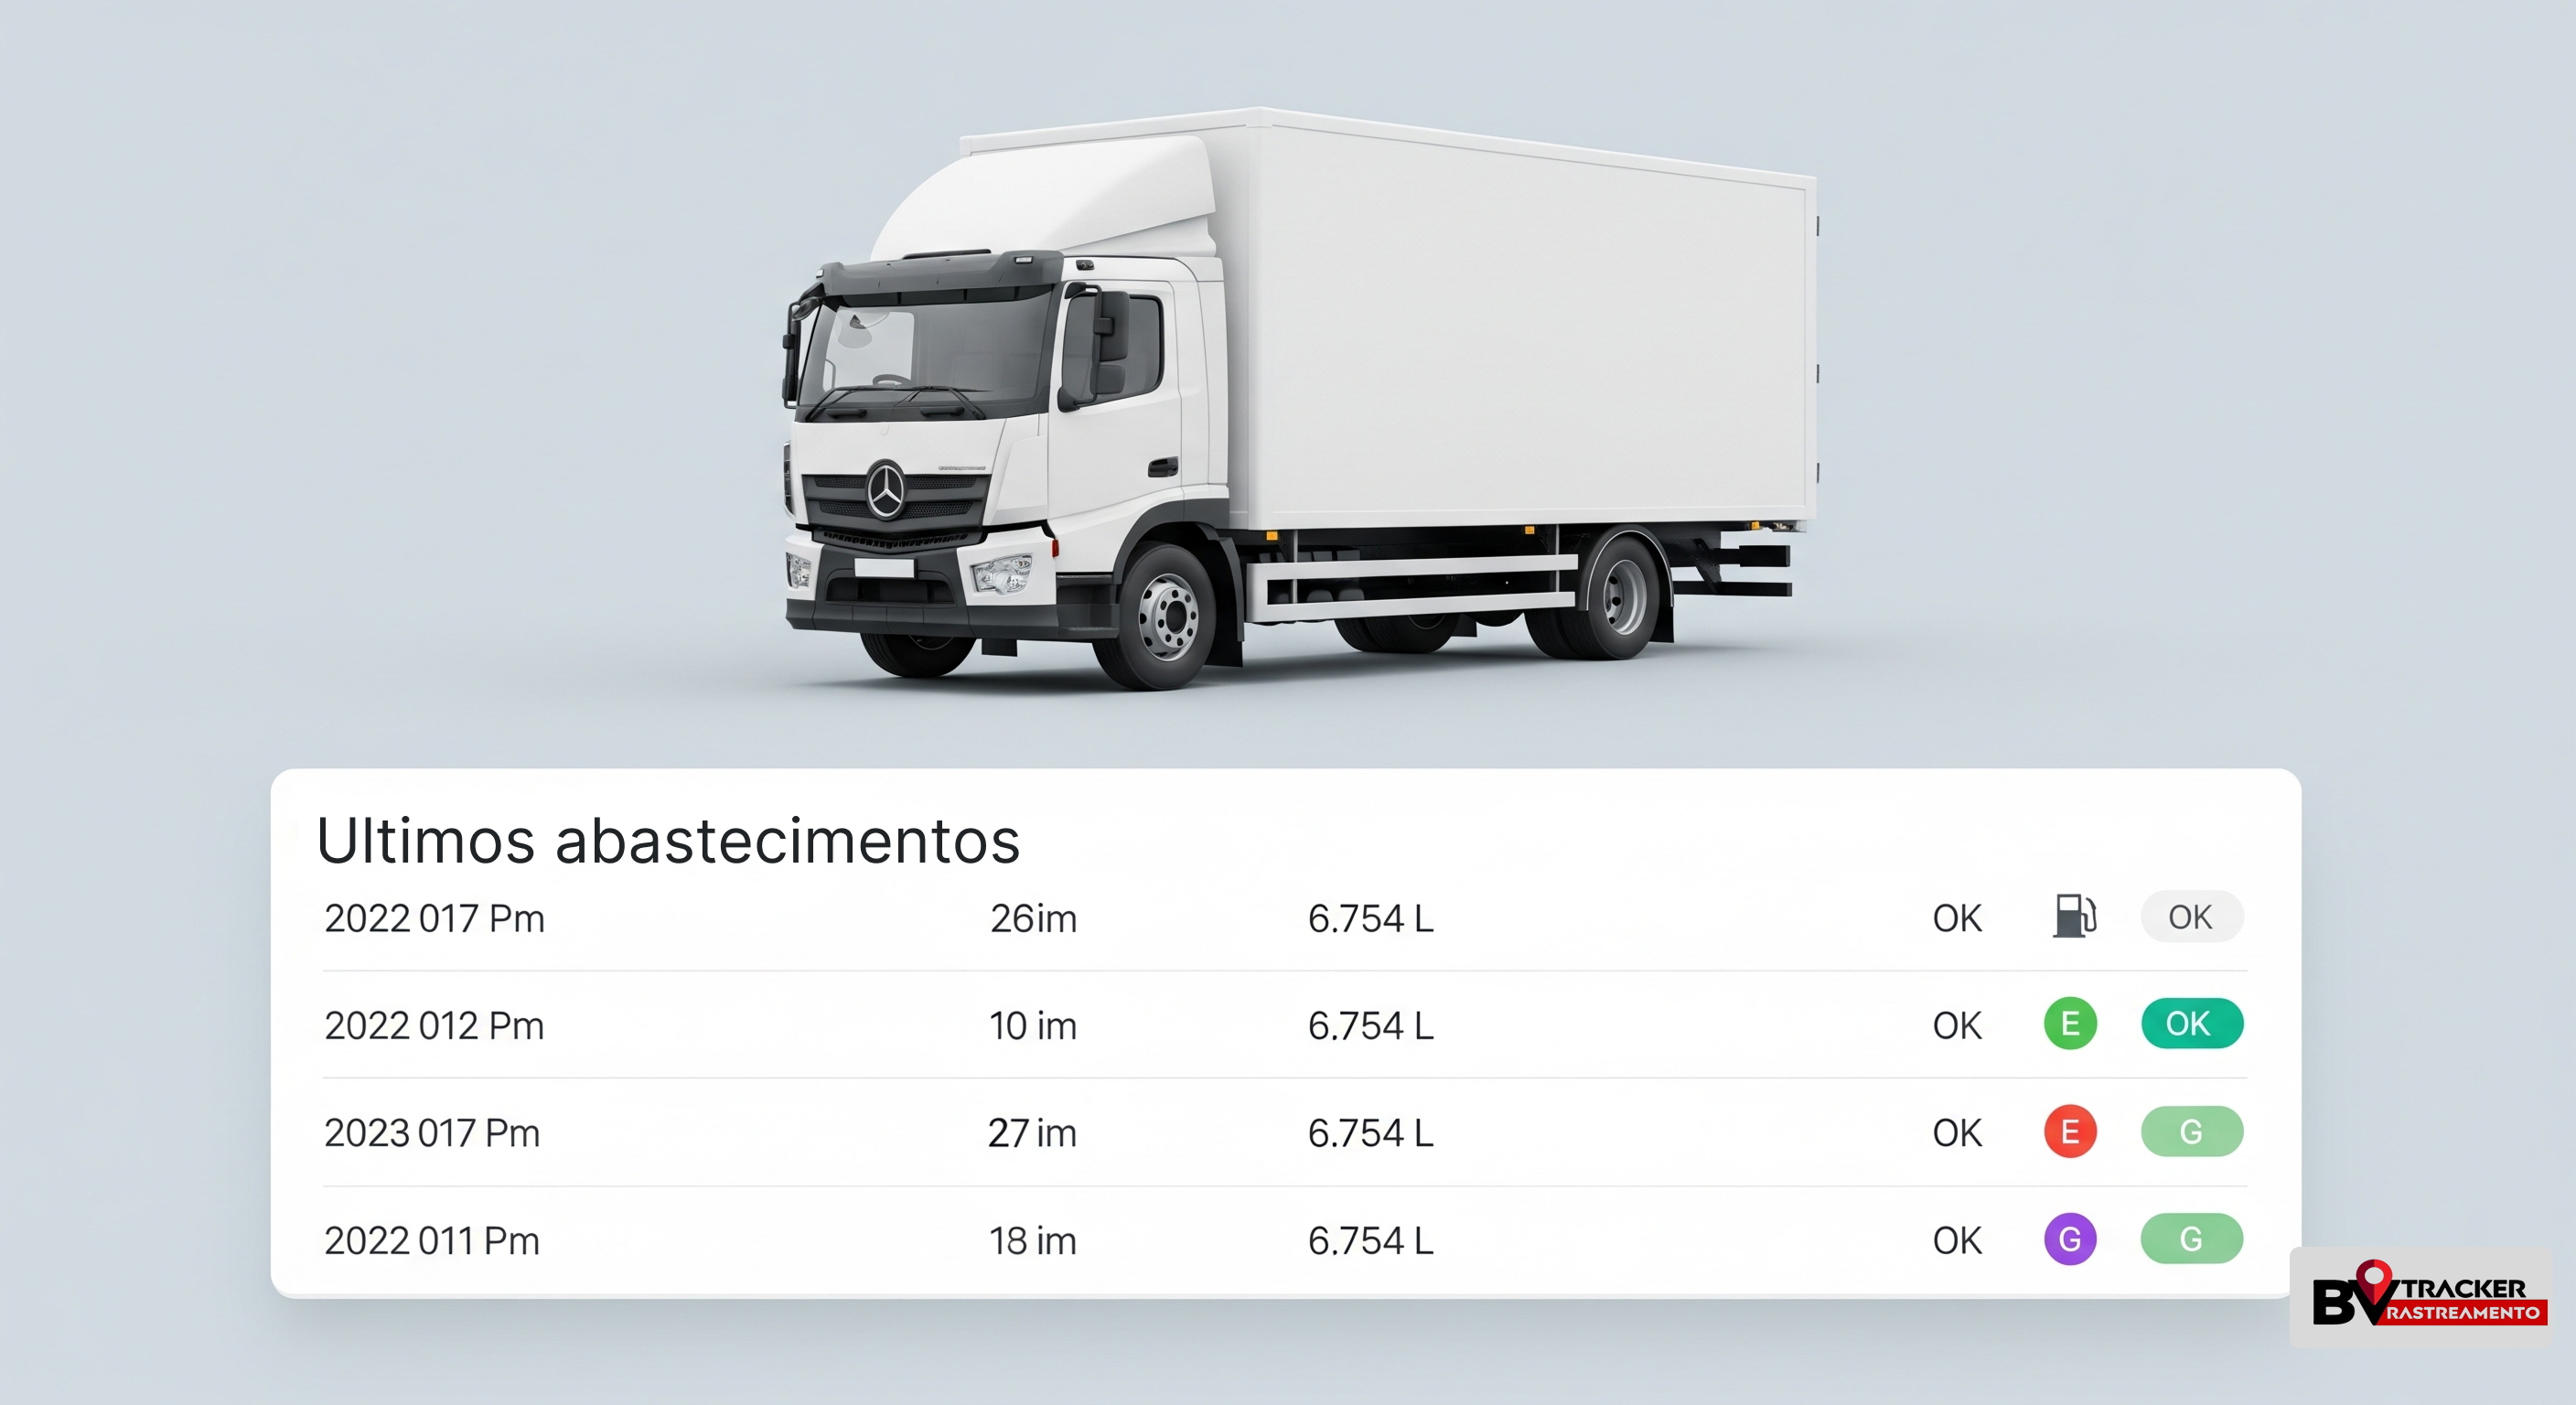 Ultimos abastecimentos
2022 017 Pm 26im 6.754 L OK OK
2022 012 Pm 10 im 6.754 L OK E OK
2023 017 Pm 27 im 6.754 L OK E G
2022 011 Pm 18 im 6.754 L OK G G
BV TRACKER
RASTREAMENTO